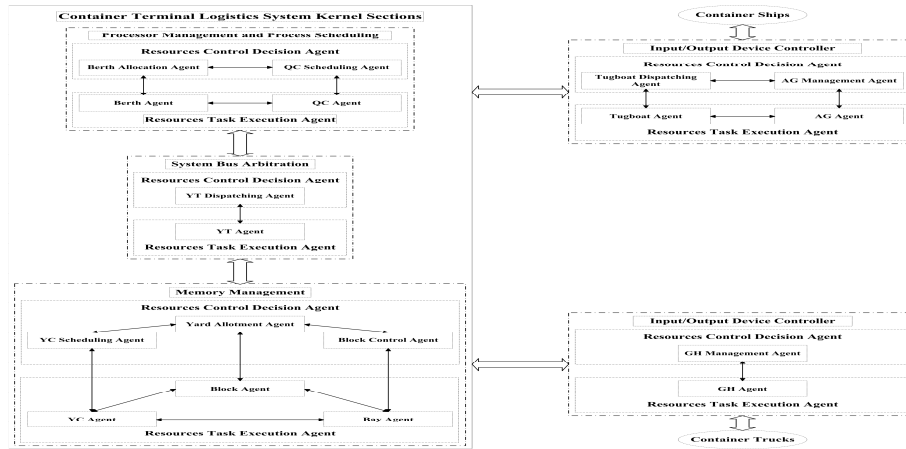 Container Terminal Logistics System Kernel Sections
Processor Management and Process Scheduling
Resources Control Decision Agent
Berth Allocation Agent
QC Scheduling Agent
Berth Agent
QC Agent
Resources Task Execution Agent
System Bus Arbitration
Resources Control Decision Agent
YT Dispatching Agent
YT Agent
Resources Task Execution Agent
Memory Management
Resources Control Decision Agent
Yard Allotment Agent
YC Scheduling Agent
Block Control Agent
Block Agent
YC Agent
Bay Agent
Resources Task Execution Agent
Container Ships
Input/Output Device Controller
Resources Control Decision Agent
Tugboat Dispatching
Agent
AG Management Agent
Tugboat Agent
AG Agent
Resources Task Execution Agent
Input/Output Device Controller
Resources Control Decision Agent
GH Management Agent
GH Agent
Resources Task Execution Agent
Container Trucks